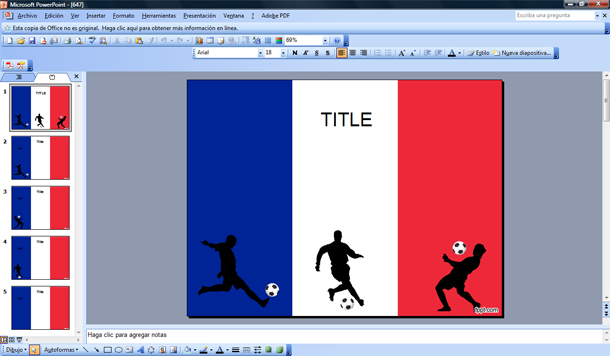 Microsoft PowerPoint - [647]
Archivo Edición Ver Insertar Formato Herramientas Presentación Ventana ? Adobe PDF
Escriba una pregunta
Esta copia de Office no es original. Haga clic aquí para obtener más información en línea.
69%
Arial 18 N K S S Estilo Nueva diapositiva...
1
TITLE
2
Title
3
Title
4
Title
5
Title
TITLE
fppt.com
Haga clic para agregar notas
Dibujo Autoformas